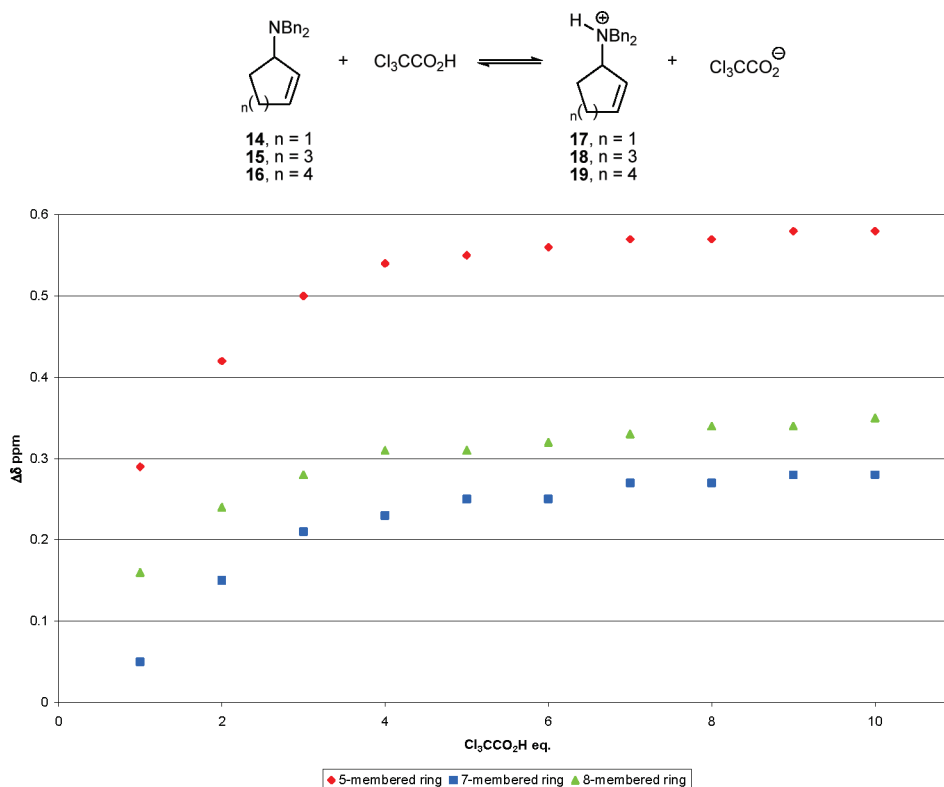 NBn₂ + Cl₃CCO₂H ⇌ H N⊕ NBn₂ + Cl₃CCO₂⊖
n( ) n( )
14, n = 1 17, n = 1
15, n = 3 18, n = 3
16, n = 4 19, n = 4
0.6
0.5
0.4
0.3
0.2
0.1
0
Δδ ppm
0 2 4 6 8 10
Cl₃CCO₂H eq.
5-membered ring 7-membered ring 8-membered ring